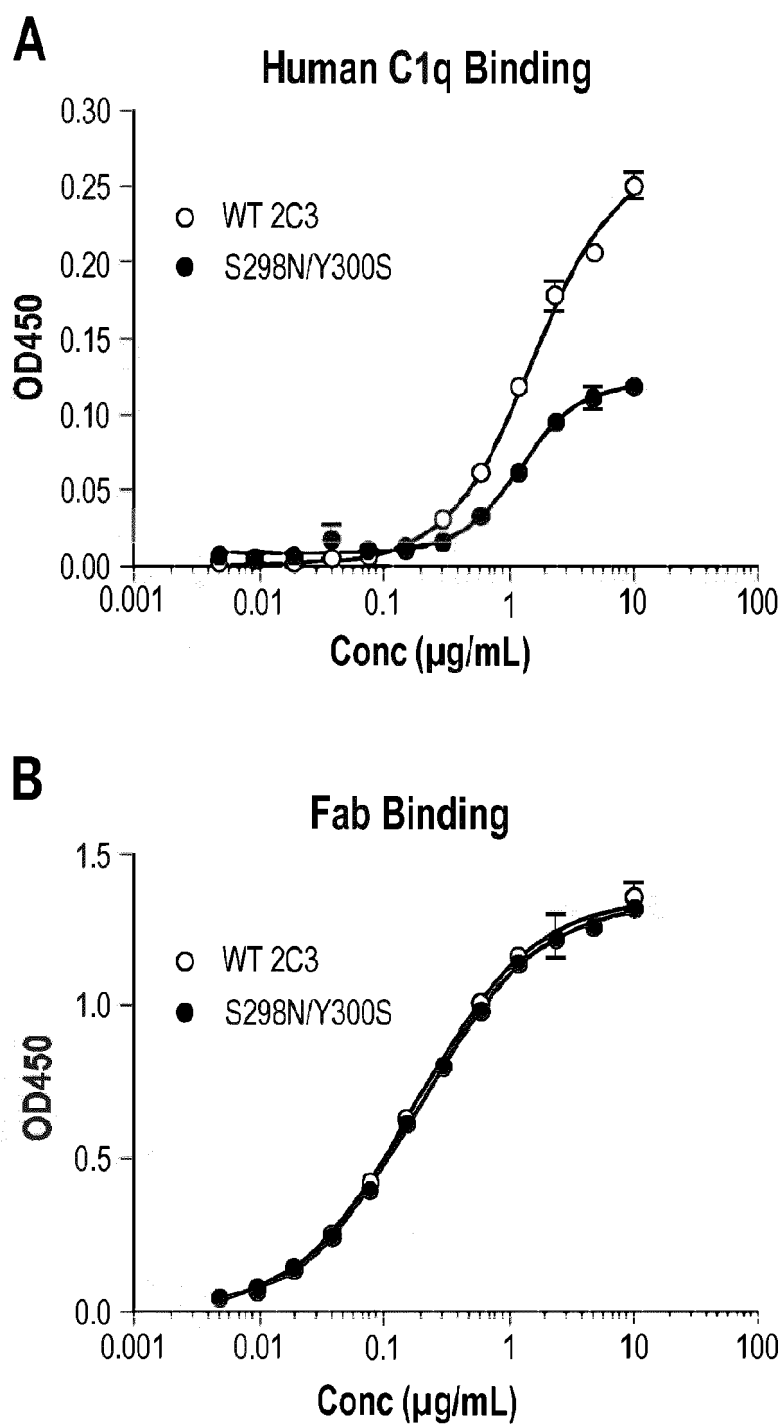 A
Human C1q Binding
0.30
0.25
0.20
0.15
0.10
0.05
0.00
OD450
WT 2C3
S298N/Y300S
0.001 0.01 0.1 1 10 100
Conc (µg/mL)
B
Fab Binding
1.5
1.0
0.5
0.0
OD450
WT 2C3
S298N/Y300S
0.001 0.01 0.1 1 10 100
Conc (µg/mL)